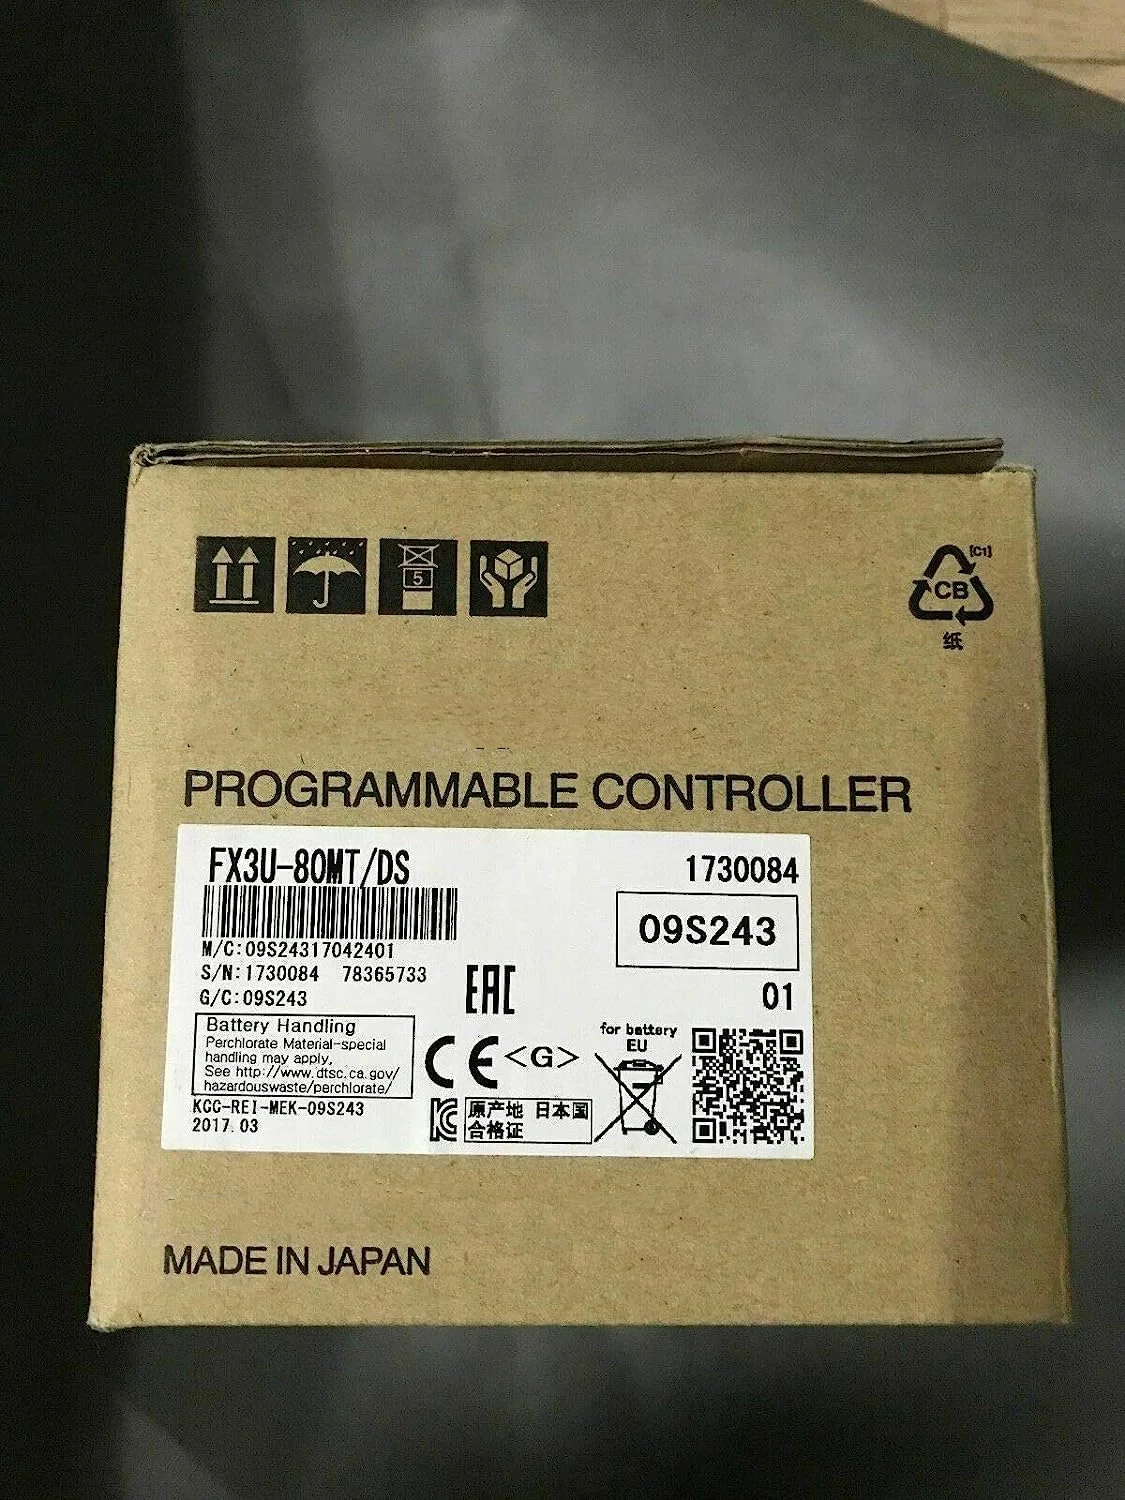 5
[C1]
CB
纸
PROGRAMMABLE CONTROLLER
FX3U-80MT/DS 1730084
09S243
M/C:09S24317042401
S/N:1730084 78365733
G/C:09S243
EAC
01
Battery Handling
Perchlorate Material-special
handling may apply.
See http://www.dtsc.ca.gov/
hazardouswaste/perchlorate/
CE <G>
for battery
EU
KCC-REI-MEK-09S243
2017.03
原产地 日本国
合格证
MADE IN JAPAN